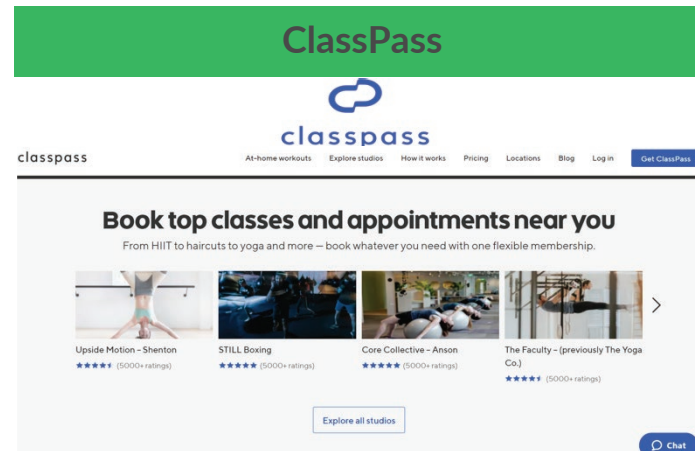 ClassPass
classpass
classpass
At-home workouts Explore studios How it works Pricing Locations Blog Log in Get ClassPass
Book top classes and appointments near you
From HIIT to haircuts to yoga and more — book whatever you need with one flexible membership.
Upside Motion – Shenton
(5000+ ratings)
STILL Boxing
(5000+ ratings)
Core Collective – Anson
(5000+ ratings)
The Faculty – (previously The Yoga
Co.)
(5000+ ratings)
Explore all studios
Chat